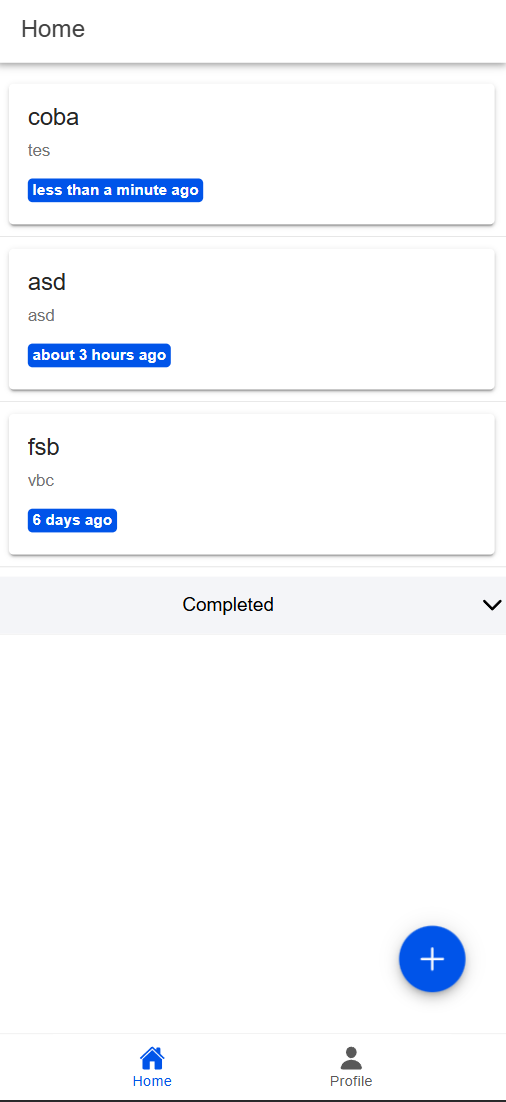 Home
coba
tes
less than a minute ago
asd
asd
about 3 hours ago
fsb
vbc
6 days ago
Completed
Home
Profile